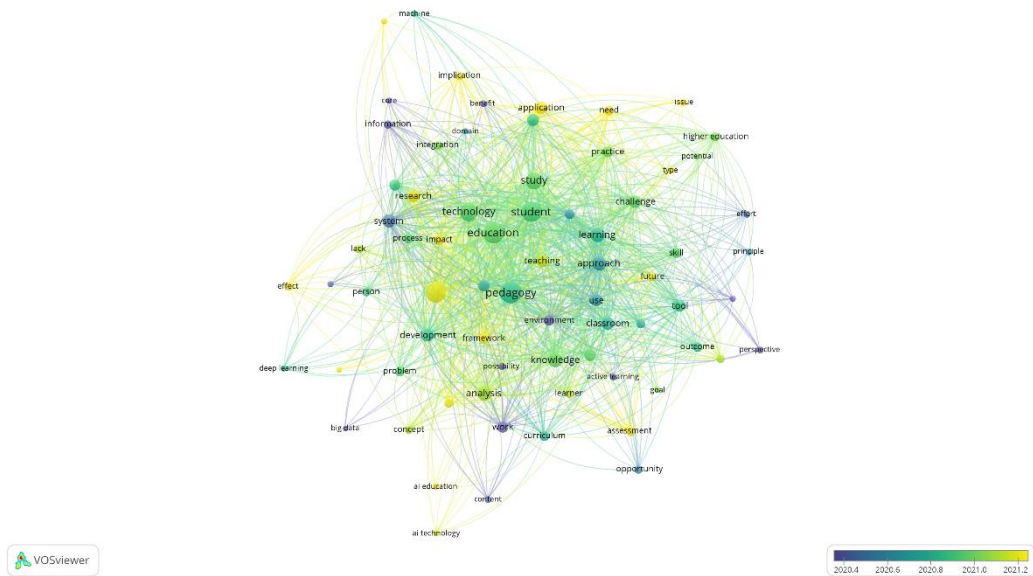 machine
implication
core
benefit
application
need
issue
information
domain
integration
higher education
practice
potential
type
study
research
technology
student
challenge
effort
system
process
impact
education
learning
skill
principle
lack
teaching
approach
future
effect
person
pedagogy
use
tool
environment
classroom
development
framework
outcome
perspective
possibility
knowledge
deep learning
problem
active learning
analysis
learner
goal
big data
concept
work
curriculum
assessment
opportunity
ai education
content
ai technology
VOSviewer
2020.4 2020.6 2020.8 2021.0 2021.2